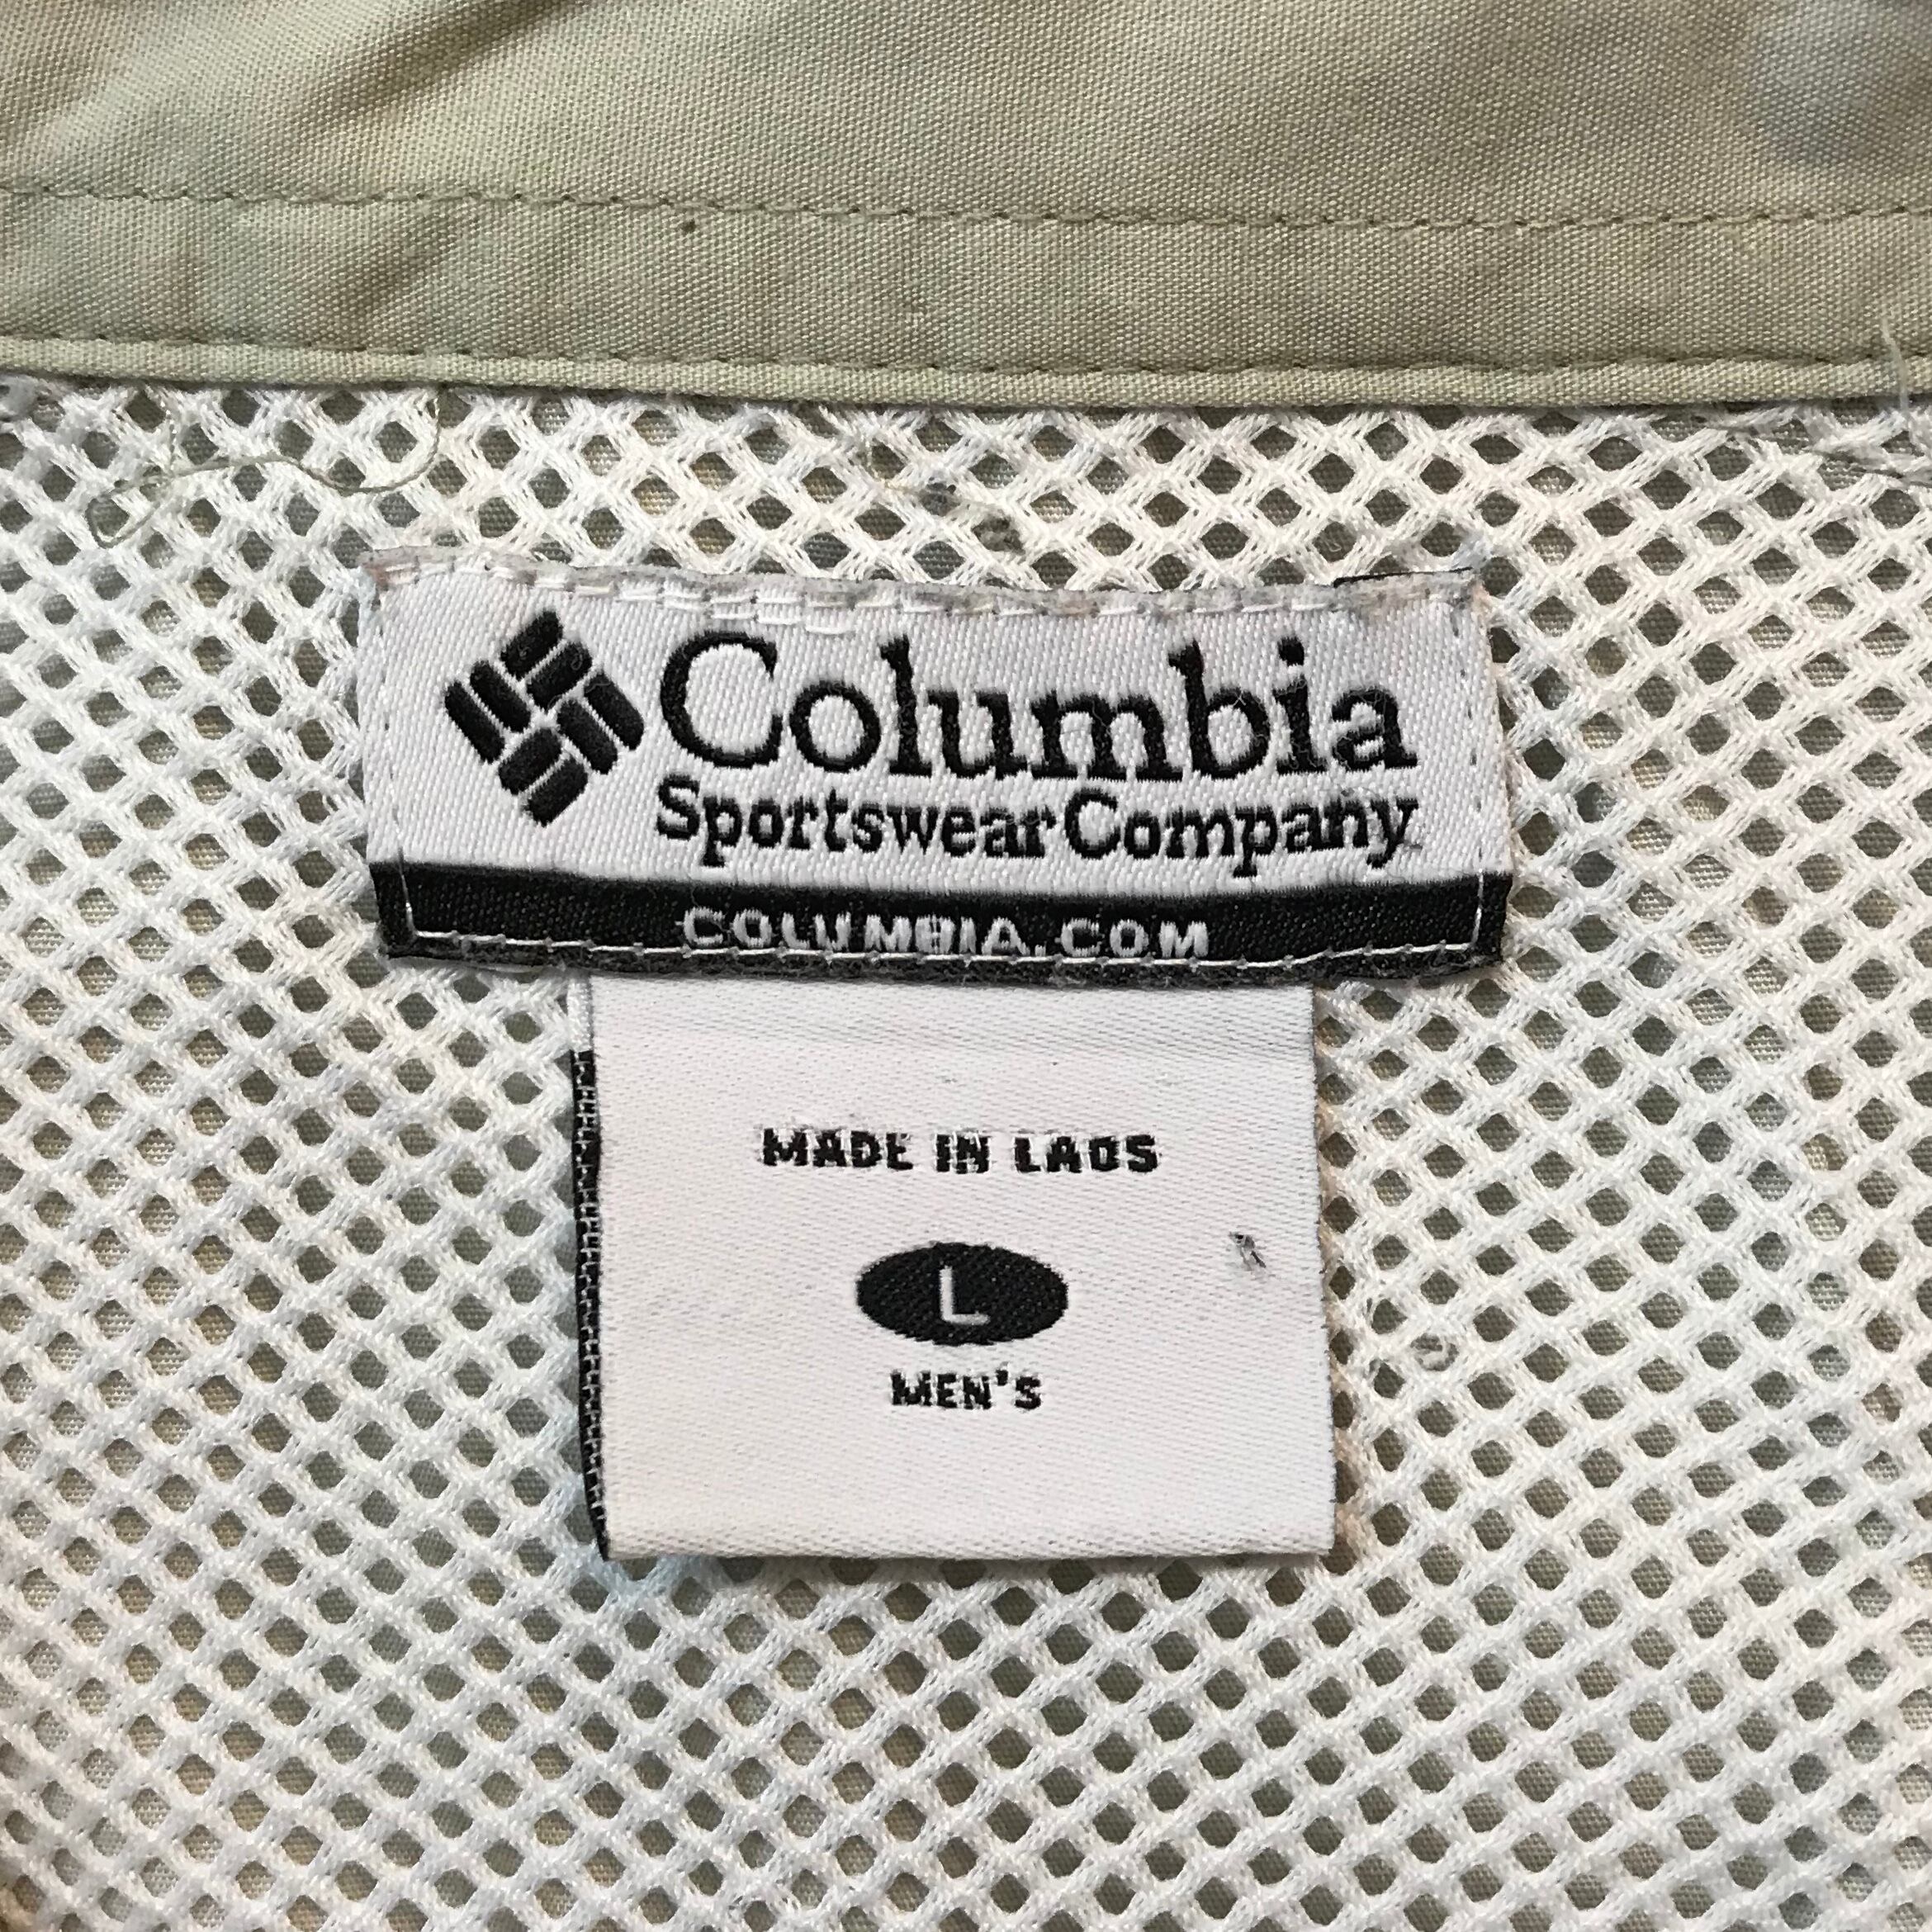 Columbia
Sportswear Company
COLUMBIA.COM
MADE IN LAOS
L
MEN'S